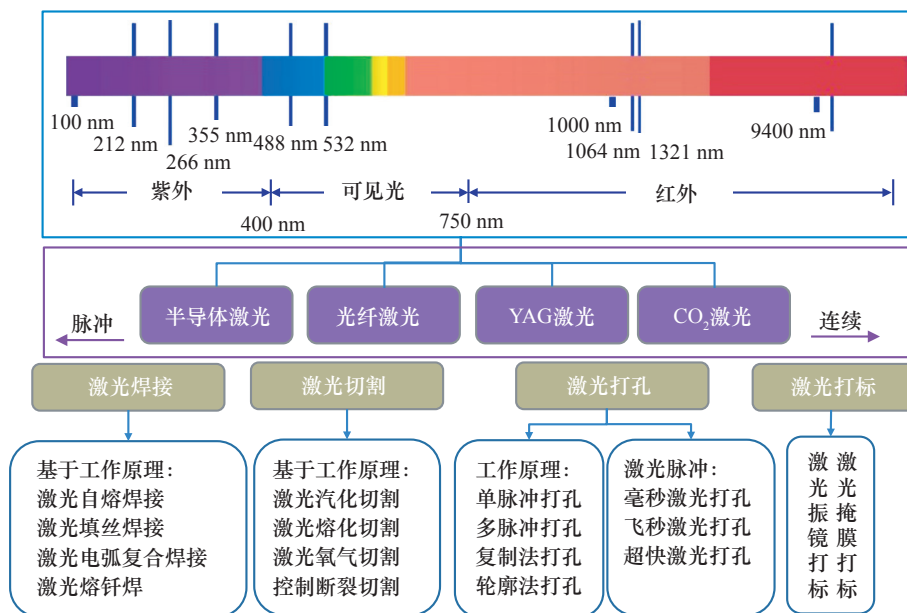 100 nm
212 nm
266 nm
355 nm
488 nm
532 nm
1000 nm
1064 nm
1321 nm
9400 nm
紫外
可见光
红外
400 nm
750 nm
脉冲
半导体激光
光纤激光
YAG激光
CO₂激光
连续
激光焊接
激光切割
激光打孔
激光打标
基于工作原理:
激光自熔焊接
激光填丝焊接
激光电弧复合焊接
激光熔钎焊
基于工作原理:
激光汽化切割
激光熔化切割
激光氧气切割
控制断裂切割
工作原理:
单脉冲打孔
多脉冲打孔
复制法打孔
轮廓法打孔
激光脉冲:
毫秒激光打孔
飞秒激光打孔
超快激光打孔
激光振镜打标
激光掩膜打标